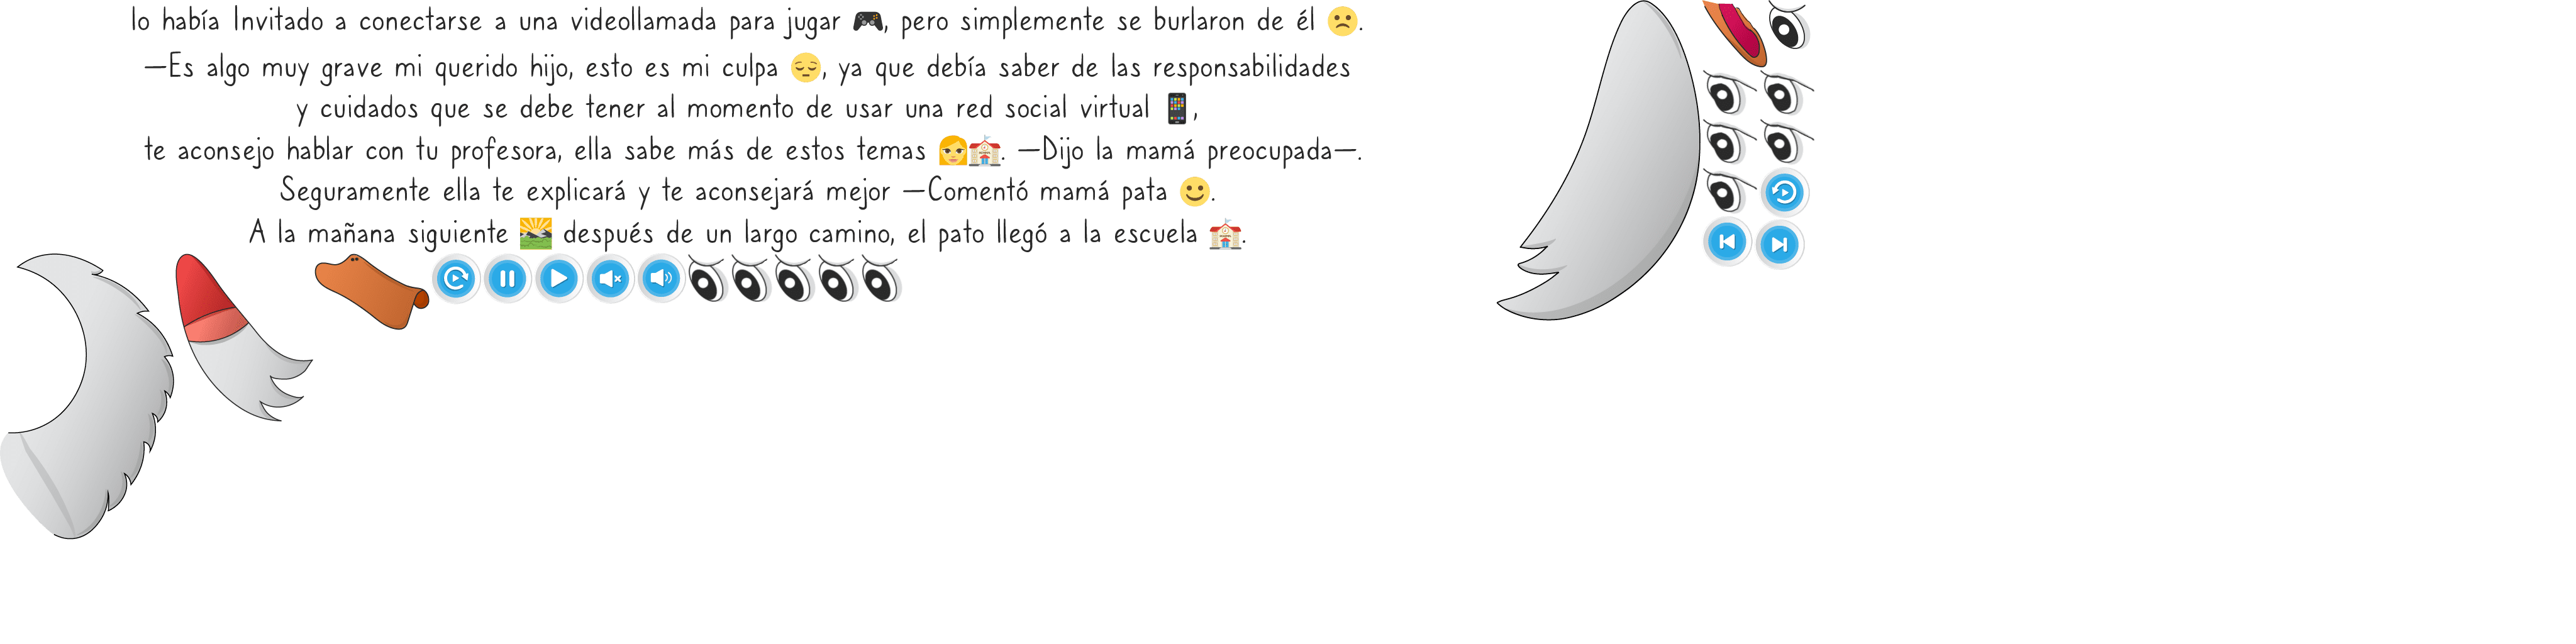 lo había Invitado a conectarse a una videollamada para jugar 🎮, pero simplemente se burlaron de él 🙁.
—Es algo muy grave mi querido hijo, esto es mi culpa 😔, ya que debía saber de las responsabilidades
y cuidados que se debe tener al momento de usar una red social virtual 📱,
te aconsejo hablar con tu profesora, ella sabe más de estos temas 👩🏫. —Dijo la mamá preocupada—.
Seguramente ella te explicará y te aconsejará mejor —Comentó mamá pata 🙂.
A la mañana siguiente 🌄 después de un largo camino, el pato llegó a la escuela 🏫.